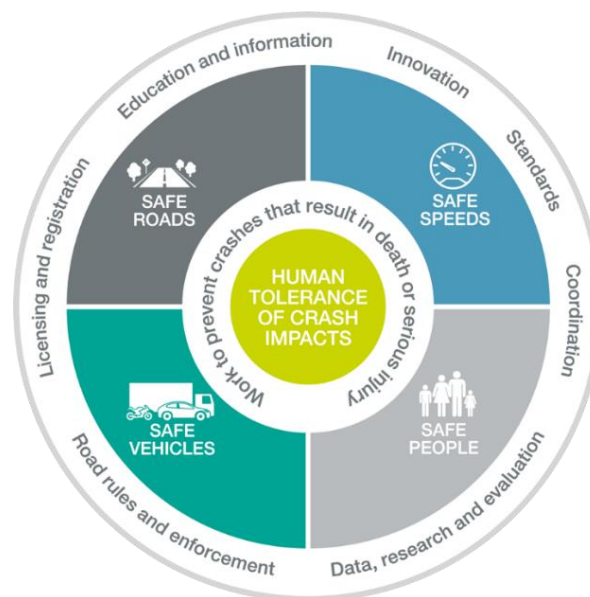 Education and information
Innovation
Standards
Coordination
Data, research and evaluation
Road rules and enforcement
Licensing and registration
SAFE
ROADS
SAFE
SPEEDS
SAFE
VEHICLES
SAFE
PEOPLE
Work to prevent crashes that result in death or serious injury
HUMAN
TOLERANCE
OF CRASH
IMPACTS